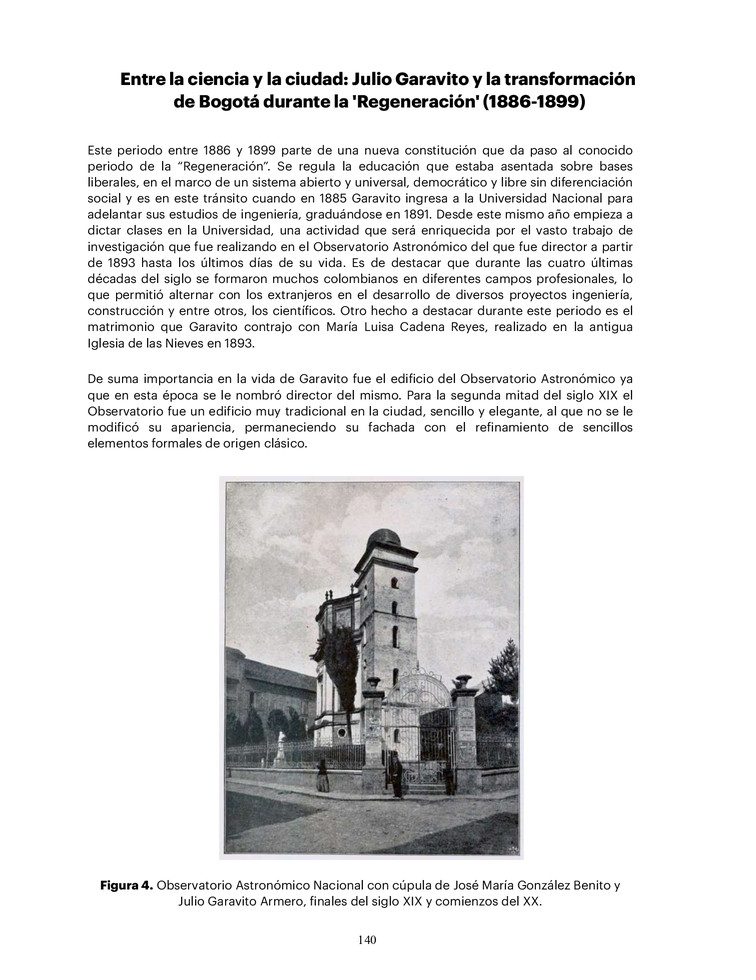 Entre la ciencia y la ciudad: Julio Garavito y la transformación
de Bogotá durante la 'Regeneración' (1886-1899)
Este periodo entre 1886 y 1899 parte de una nueva constitución que da paso al conocido
periodo de la “Regeneración”. Se regula la educación que estaba asentada sobre bases
liberales, en el marco de un sistema abierto y universal, democrático y libre sin diferenciación
social y es en este tránsito cuando en 1885 Garavito ingresa a la Universidad Nacional para
adelantar sus estudios de ingeniería, graduándose en 1891. Desde este mismo año empieza a
dictar clases en la Universidad, una actividad que será enriquecida por el vasto trabajo de
investigación que fue realizando en el Observatorio Astronómico del que fue director a partir
de 1893 hasta los últimos días de su vida. Es de destacar que durante las cuatro últimas
décadas del siglo se formaron muchos colombianos en diferentes campos profesionales, lo
que permitió alternar con los extranjeros en el desarrollo de diversos proyectos ingeniería,
construcción y entre otros, los científicos. Otro hecho a destacar durante este periodo es el
matrimonio que Garavito contrajo con María Luisa Cadena Reyes, realizado en la antigua
Iglesia de las Nieves en 1893.
De suma importancia en la vida de Garavito fue el edificio del Observatorio Astronómico ya
que en esta época se le nombró director del mismo. Para la segunda mitad del siglo XIX el
Observatorio fue un edificio muy tradicional en la ciudad, sencillo y elegante, al que no se le
modificó su apariencia, permaneciendo su fachada con el refinamiento de sencillos
elementos formales de origen clásico.
Figura 4. Observatorio Astronómico Nacional con cúpula de José María González Benito y
Julio Garavito Armero, finales del siglo XIX y comienzos del XX.
140